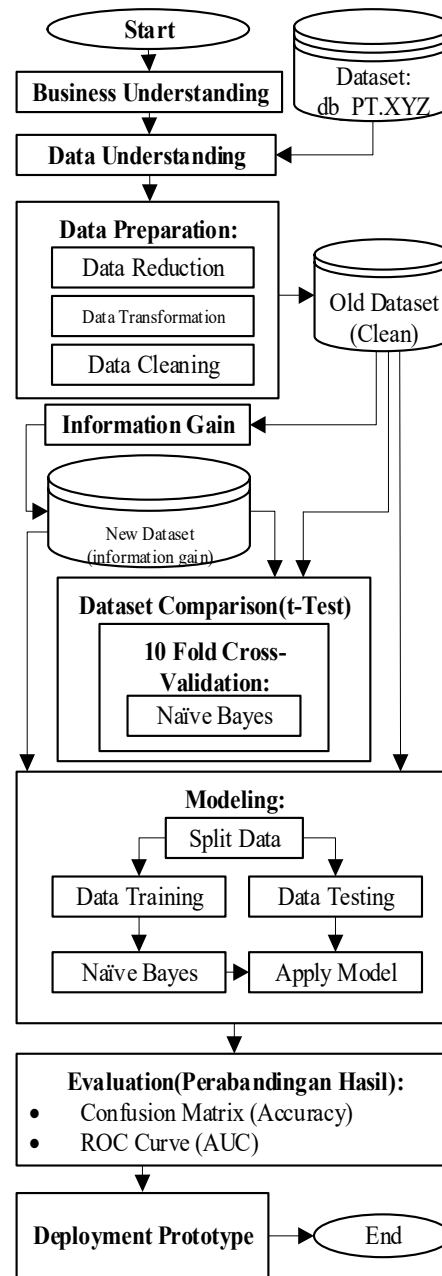 Start
Business Understanding
Dataset:
db_PT.XYZ
Data Understanding
Data Preparation:
Data Reduction
Data Transformation
Data Cleaning
Old Dataset
(Clean)
Information Gain
New Dataset
(information gain)
Dataset Comparison(t-Test)
10 Fold Cross-
Validation:
Naïve Bayes
Modeling:
Split Data
Data Training
Data Testing
Naïve Bayes
Apply Model
Evaluation(Perabandingan Hasil):
• Confusion Matrix (Accuracy)
• ROC Curve (AUC)
Deployment Prototype
End